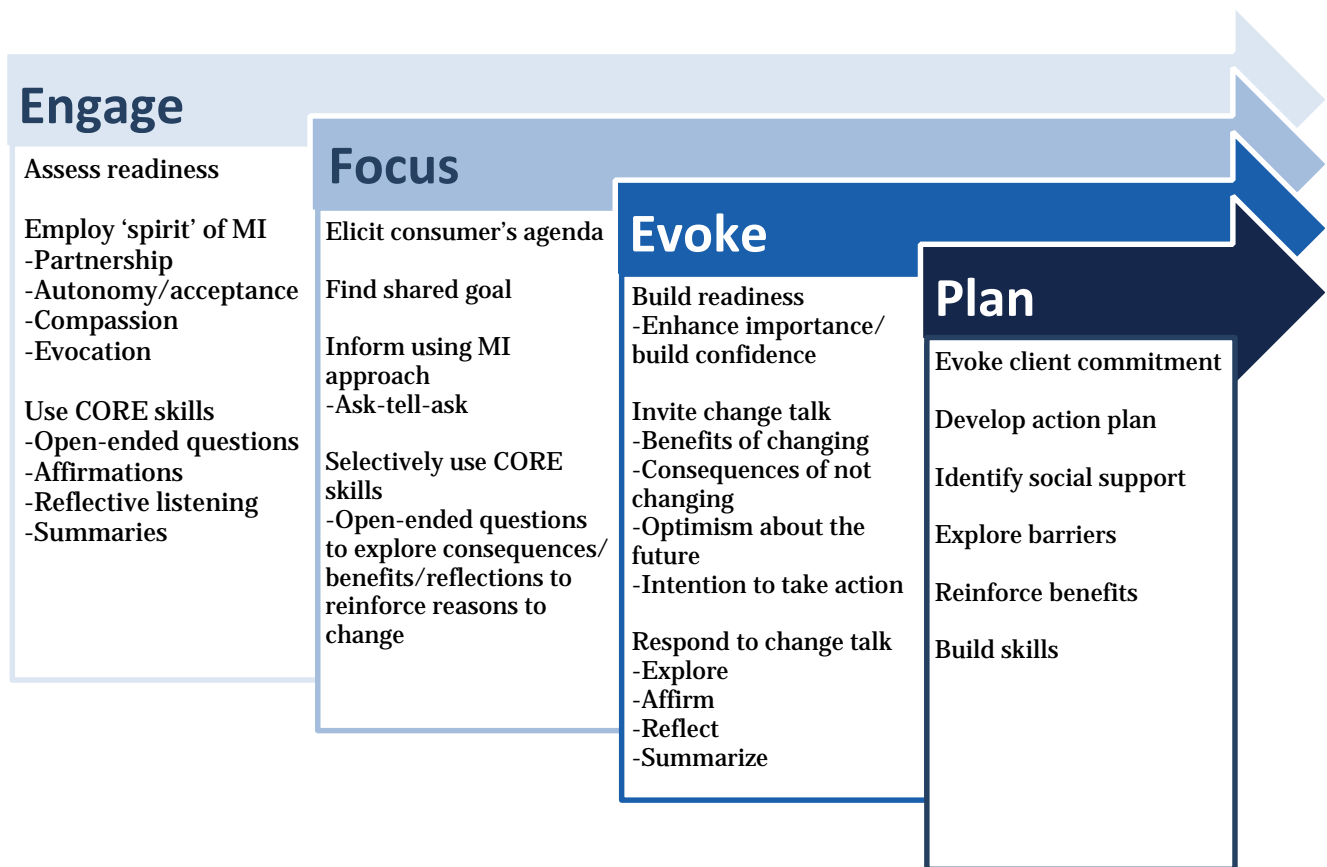 Engage
Assess readiness
Employ ‘spirit’ of MI
-Partnership
-Autonomy/acceptance
-Compassion
-Evocation
Use CORE skills
-Open-ended questions
-Affirmations
-Reflective listening
-Summaries
Focus
Elicit consumer’s agenda
Find shared goal
Inform using MI
approach
-Ask-tell-ask
Selectively use CORE
skills
-Open-ended questions
to explore consequences/
benefits/reflections to
reinforce reasons to
change
Evoke
Build readiness
-Enhance importance/
build confidence
Invite change talk
-Benefits of changing
-Consequences of not
changing
-Optimism about the
future
-Intention to take action
Respond to change talk
-Explore
-Affirm
-Reflect
-Summarize
Plan
Evoke client commitment
Develop action plan
Identify social support
Explore barriers
Reinforce benefits
Build skills